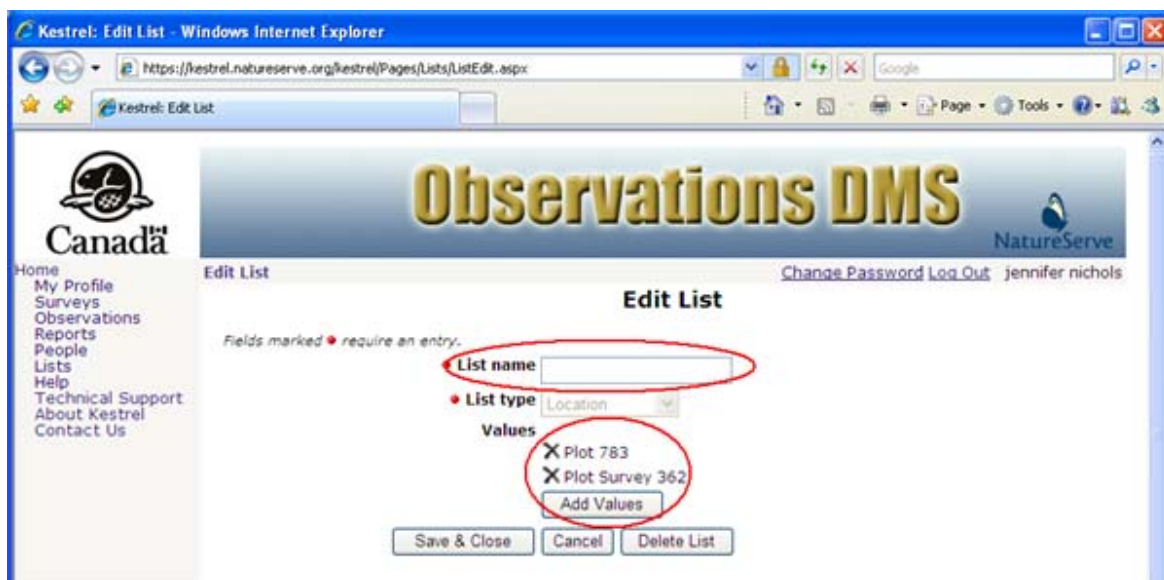 Kestrel: Edit List - Windows Internet Explorer
https://kestrel.natureserve.org/kestrel/Pages/Lists/ListEdit.aspx
Google
Kestrel: Edit List
Page
Tools
Canada
Observations DMS
NatureServe
Home
My Profile
Surveys
Observations
Reports
People
Lists
Help
Technical Support
About Kestrel
Contact Us
Edit List
Change Password Log Out jennifer nichols
Edit List
Fields marked • require an entry.
• List name
• List type Location
Values
Plot 783
Plot Survey 362
Add Values
Save & Close Cancel Delete List